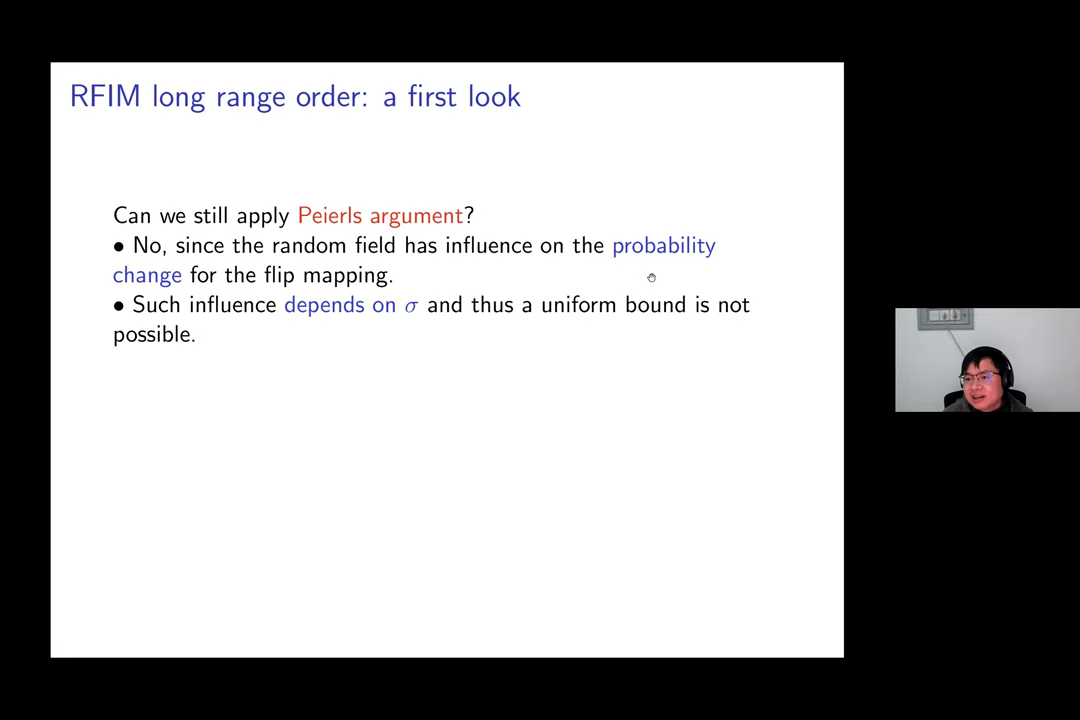 RFIM long range order: a first look
Can we still apply Peierls argument?
• No, since the random field has influence on the probability
change for the flip mapping.
• Such influence depends on σ and thus a uniform bound is not
possible.